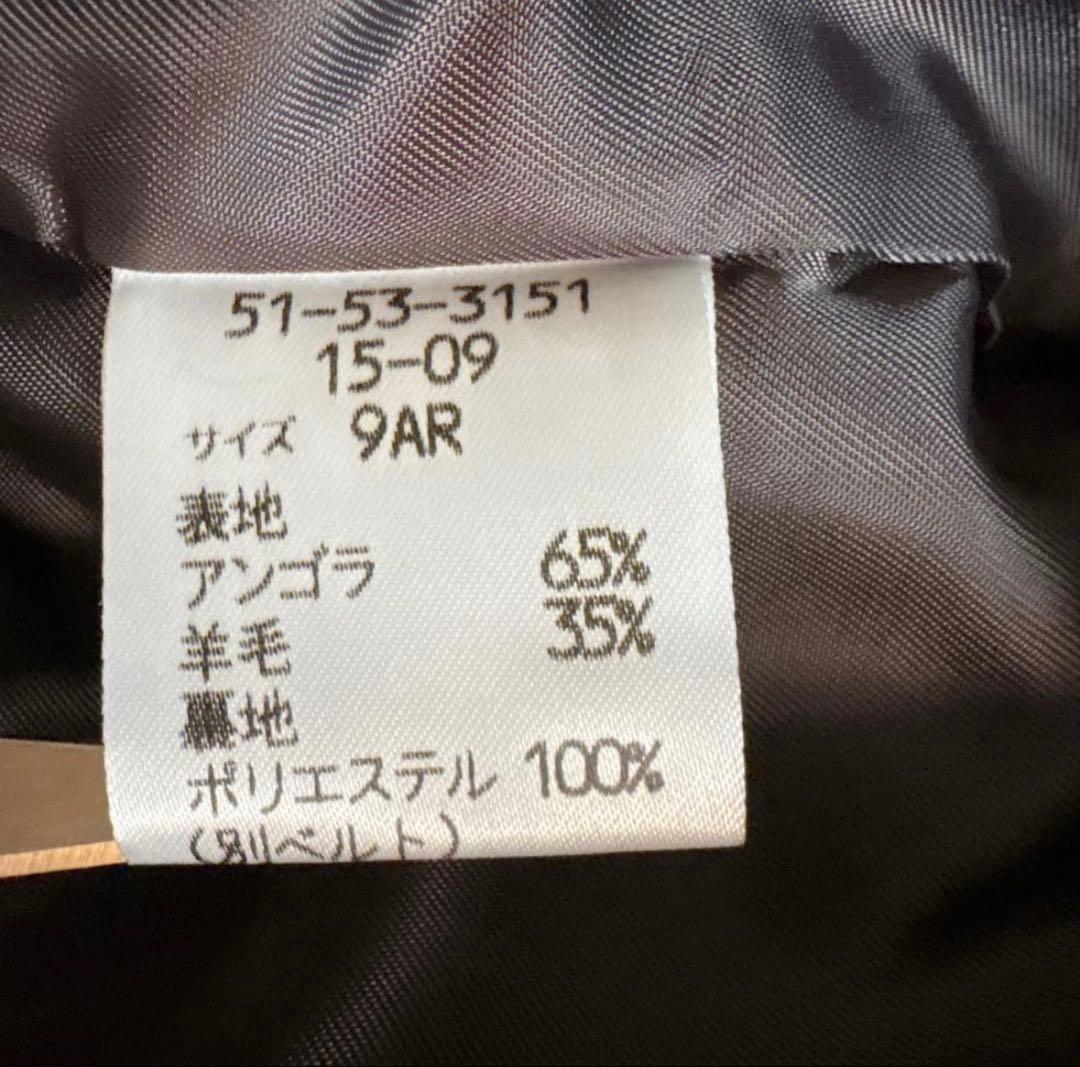 51-53-3151
15-09
サイズ 9AR
表地
アンゴラ 65%
羊毛 35%
裏地
ポリエステル 100%
(別ベルト)